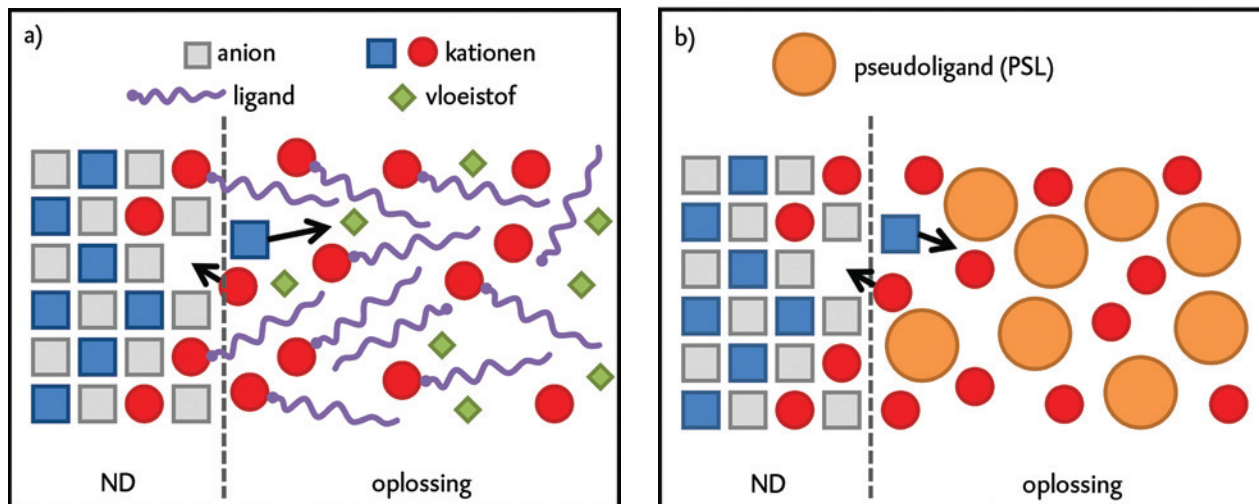 a)
anion
kationen
ligand
vloeistof
ND
oplossing
b)
pseudoligand (PSL)
ND
oplossing